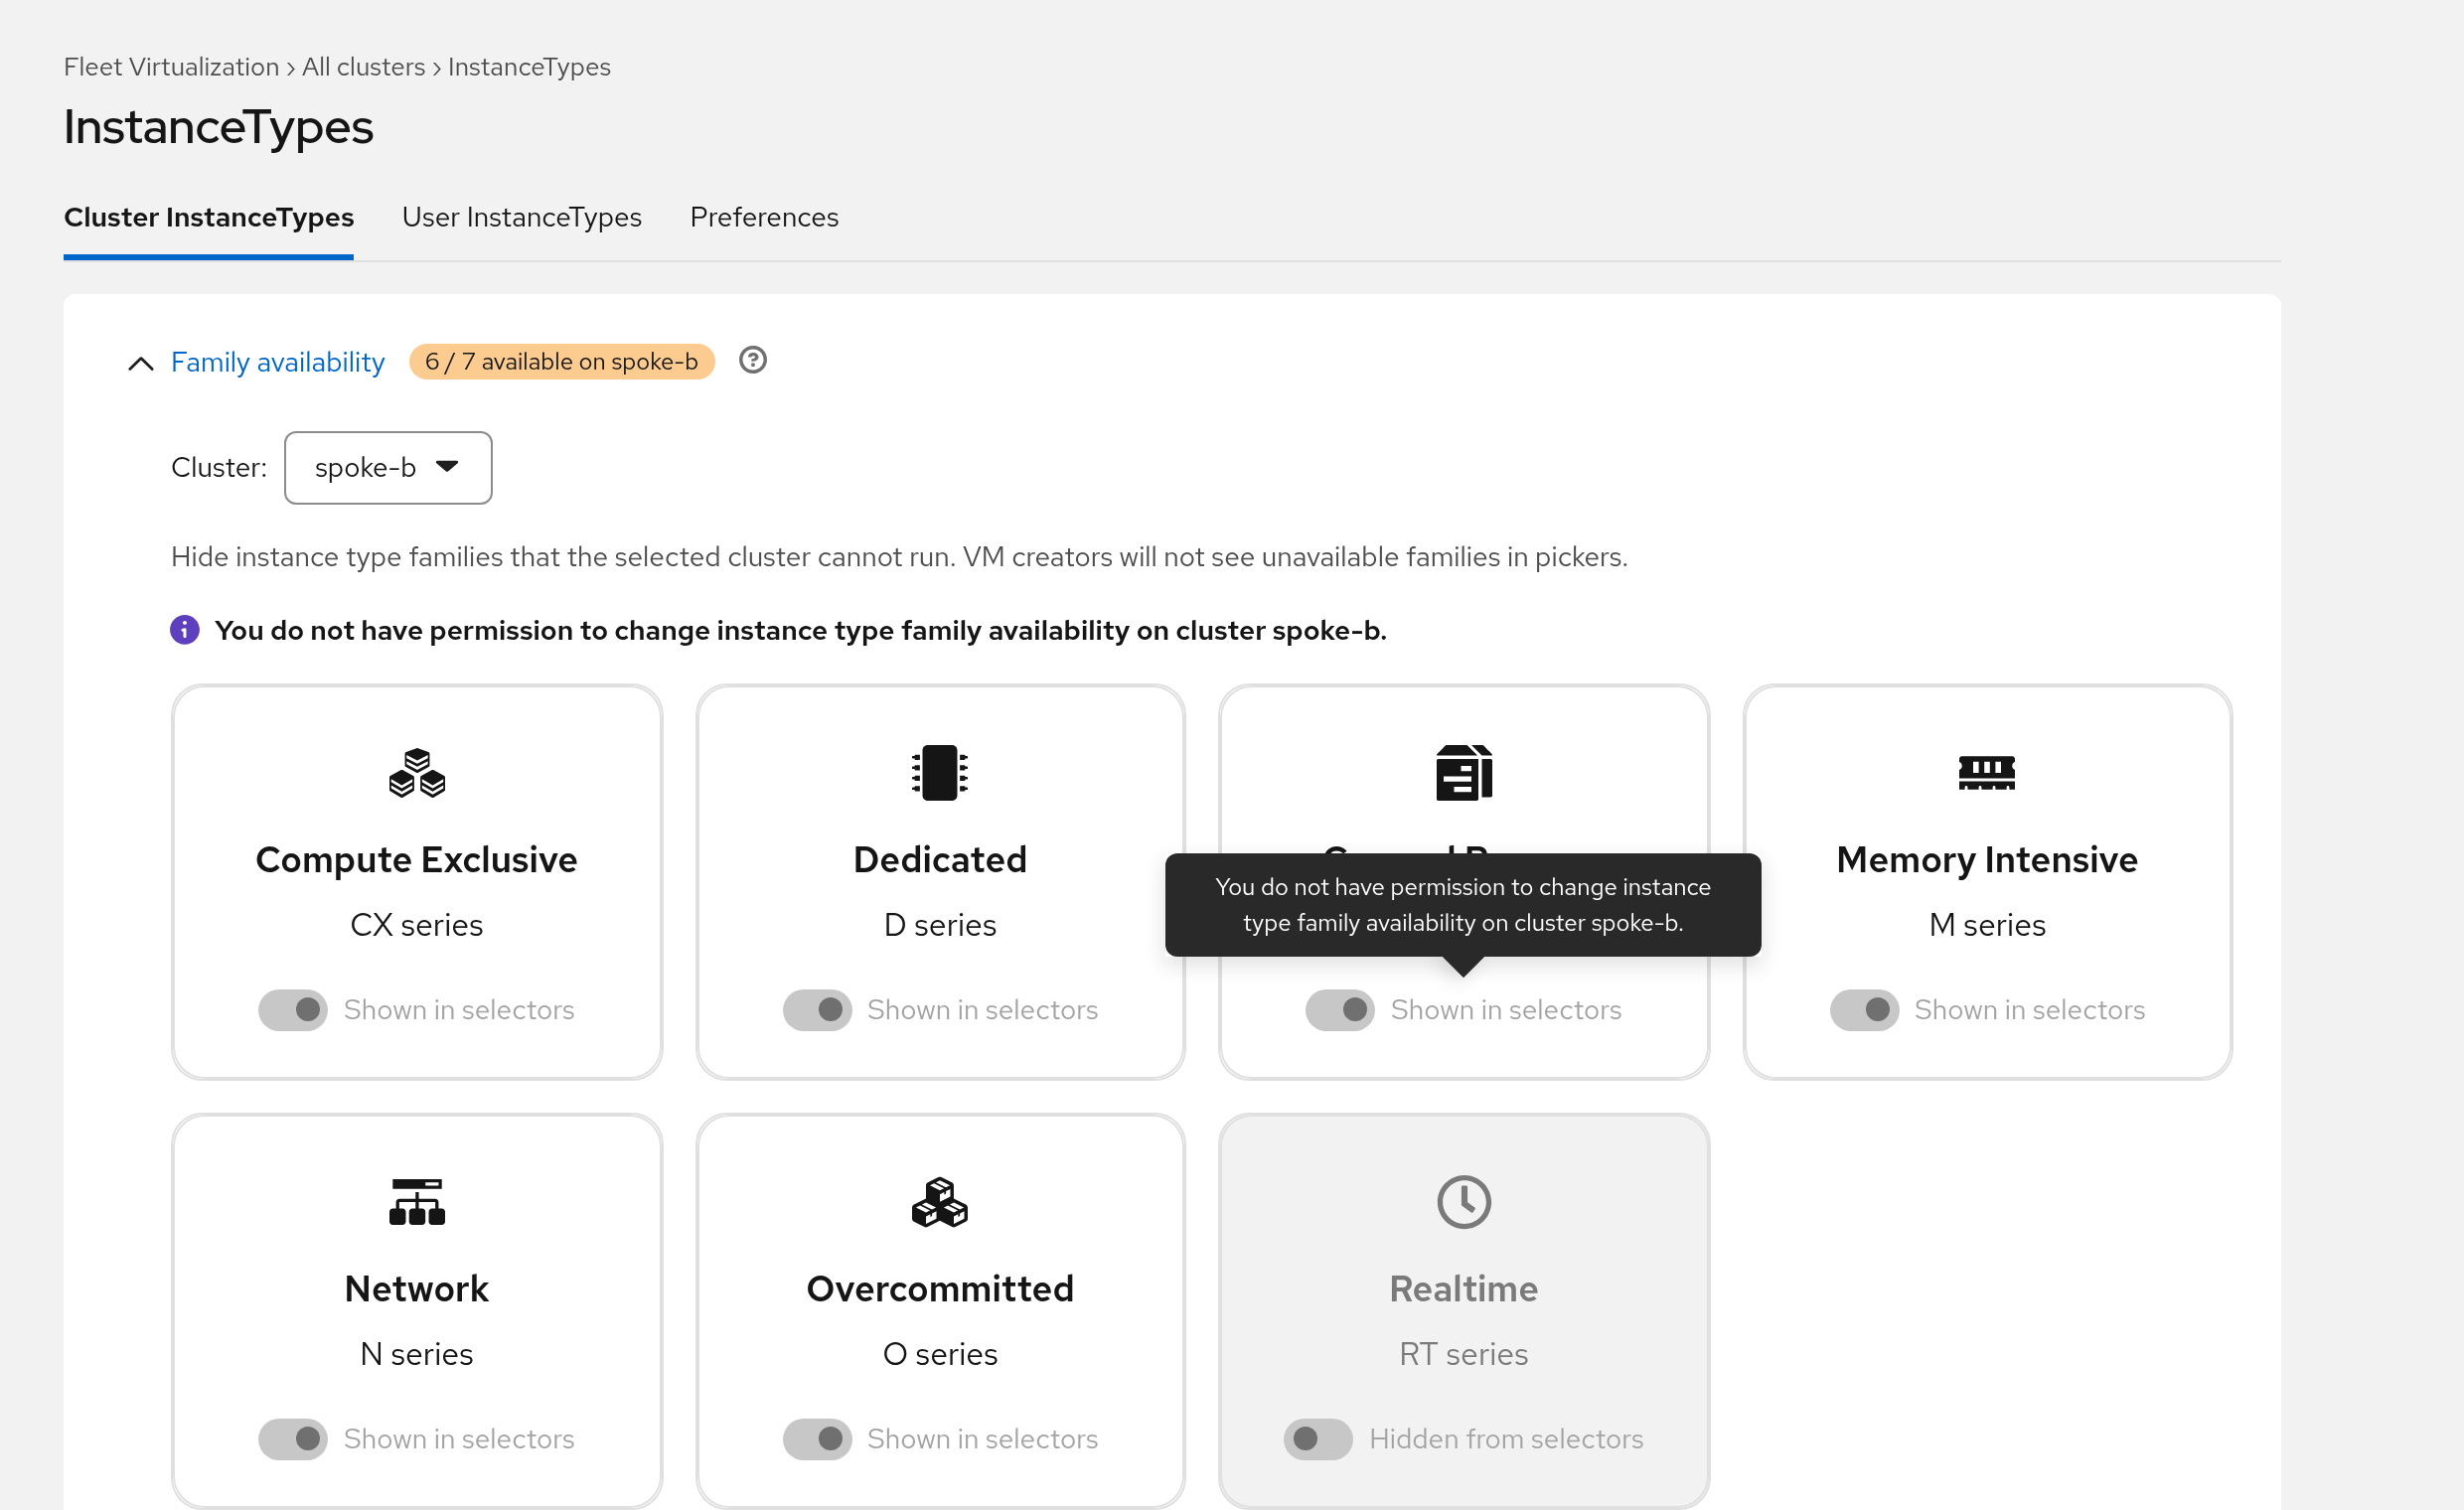 Fleet Virtualization › All clusters › InstanceTypes
InstanceTypes
Cluster InstanceTypes User InstanceTypes Preferences
Family availability 6 / 7 available on spoke-b
Cluster: spoke-b
Hide instance type families that the selected cluster cannot run. VM creators will not see unavailable families in pickers.
You do not have permission to change instance type family availability on cluster spoke-b.
Compute Exclusive
CX series
Shown in selectors
Dedicated
D series
Shown in selectors
You do not have permission to change instance
type family availability on cluster spoke-b.
Shown in selectors
Memory Intensive
M series
Shown in selectors
Network
N series
Shown in selectors
Overcommitted
O series
Shown in selectors
Realtime
RT series
Hidden from selectors